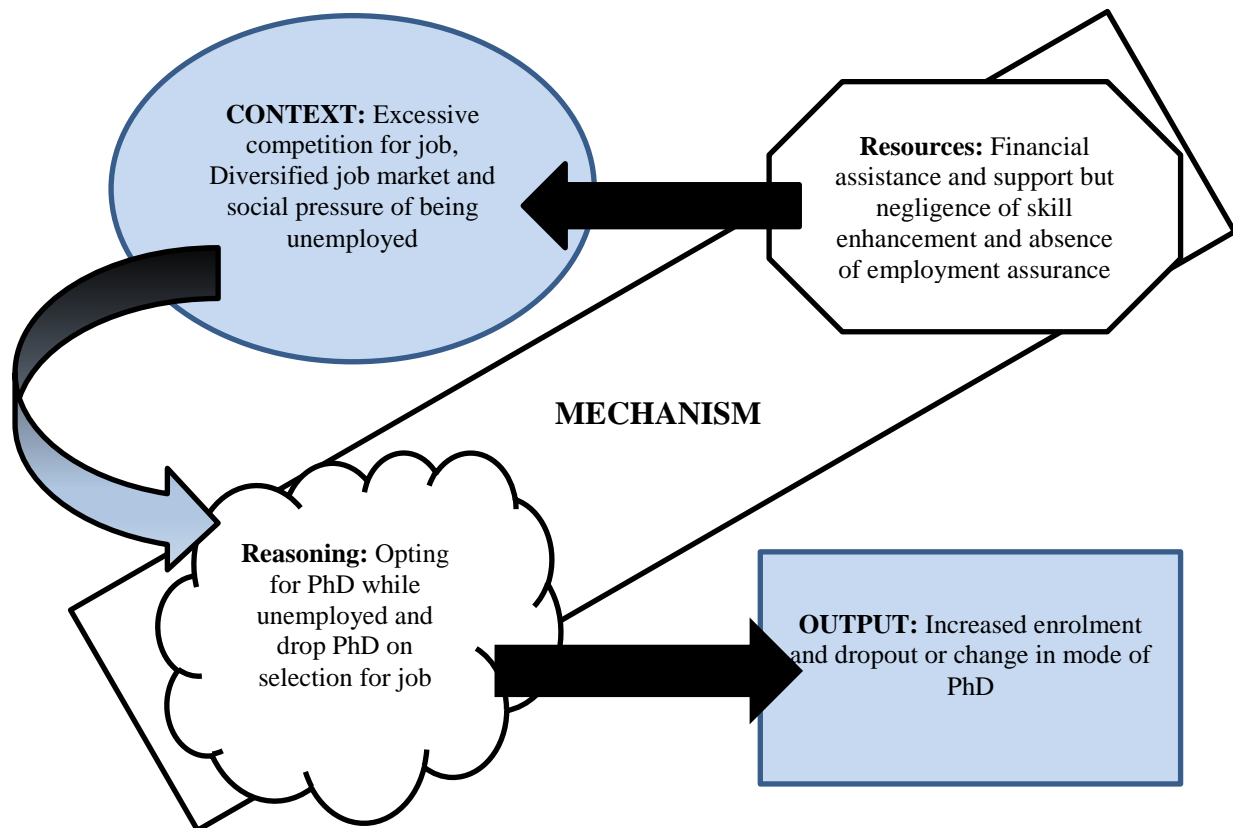 CONTEXT: Excessive
competition for job,
Diversified job market and
social pressure of being
unemployed
Resources: Financial
assistance and support but
negligence of skill
enhancement and absence
of employment assurance
MECHANISM
Reasoning: Opting
for PhD while
unemployed and
drop PhD on
selection for job
OUTPUT: Increased enrolment
and dropout or change in mode of
PhD